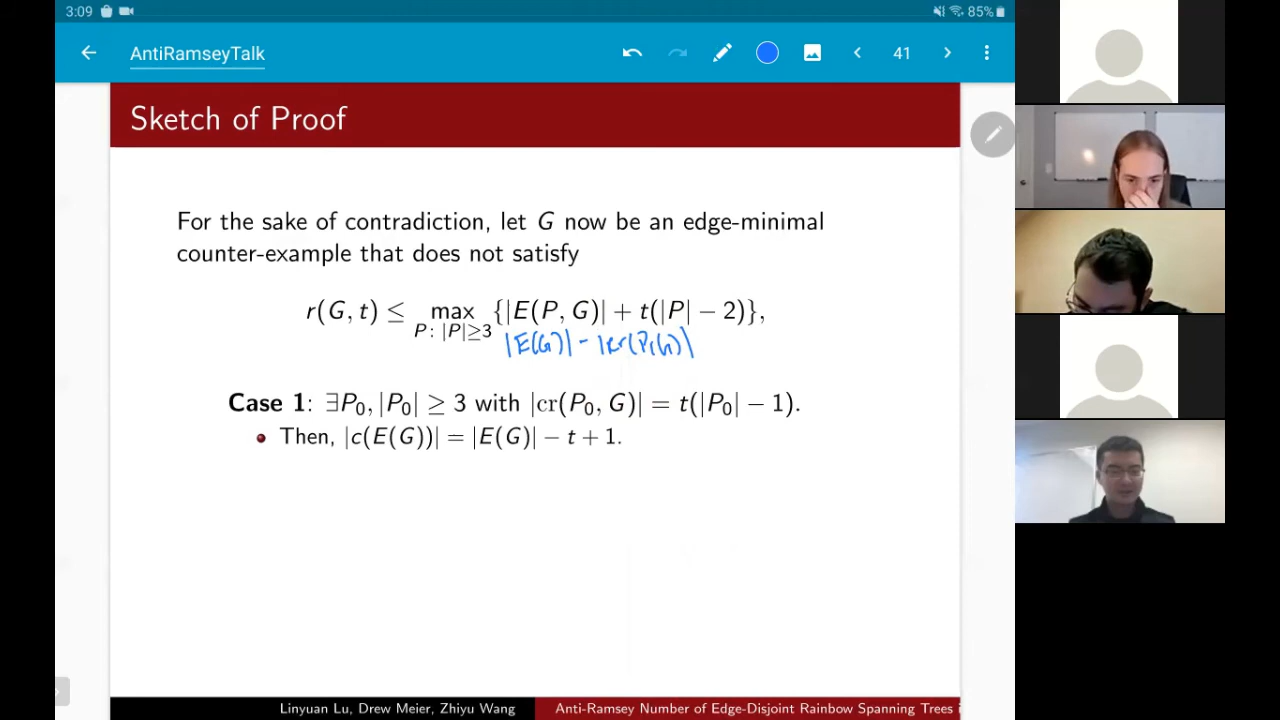 3:09
85%
AntiRamseyTalk
41
Sketch of Proof
For the sake of contradiction, let G now be an edge-minimal
counter-example that does not satisfy
r(G, t) ≤ max {|E(P, G)| + t(|P| − 2)},
P: |P|≥3
|E(G)| - |cr(P,G)|
Case 1: ∃P₀, |P₀| ≥ 3 with |cr(P₀, G)| = t(|P₀| − 1).
Then, |c(E(G))| = |E(G)| − t + 1.
Linyuan Lu, Drew Meier, Zhiyu Wang
Anti-Ramsey Number of Edge-Disjoint Rainbow Spanning Trees i